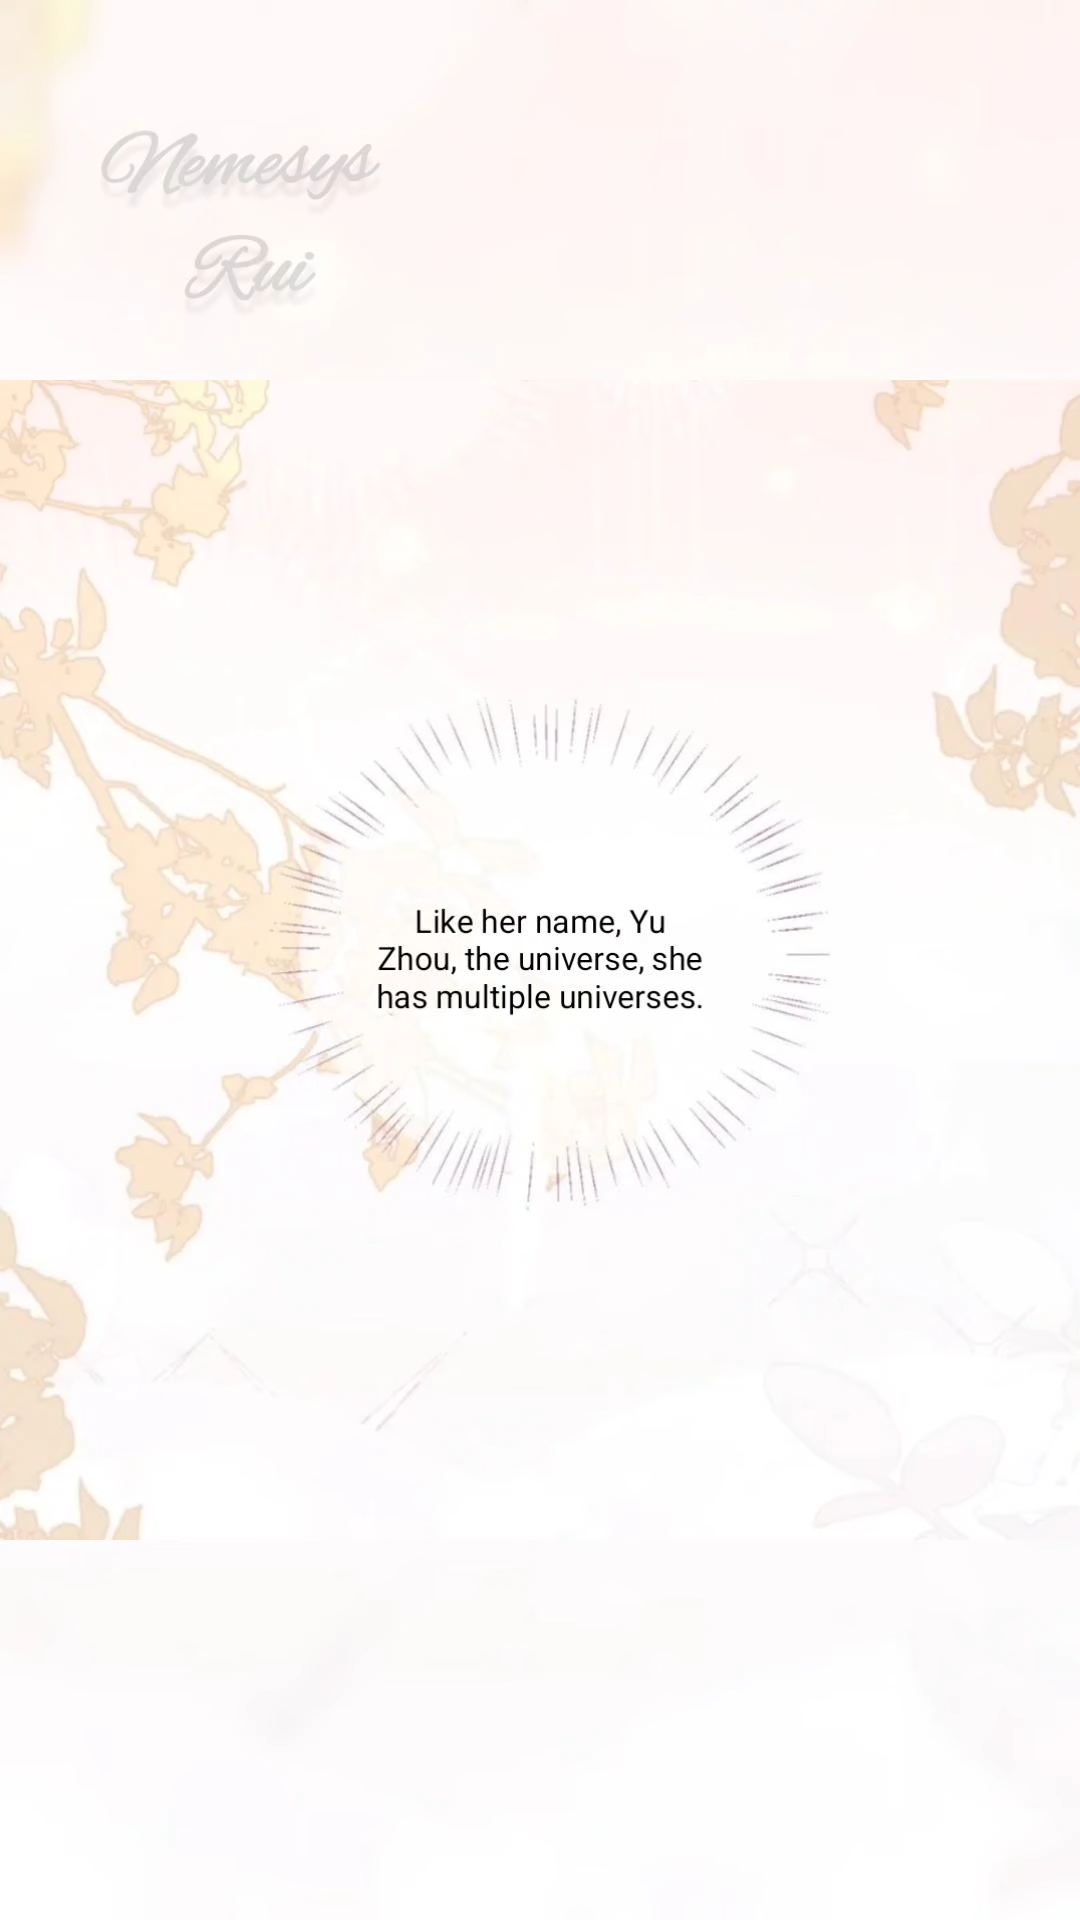 Nemesys
Rui
Like her name, Yu
Zhou, the universe, she
has multiple universes.